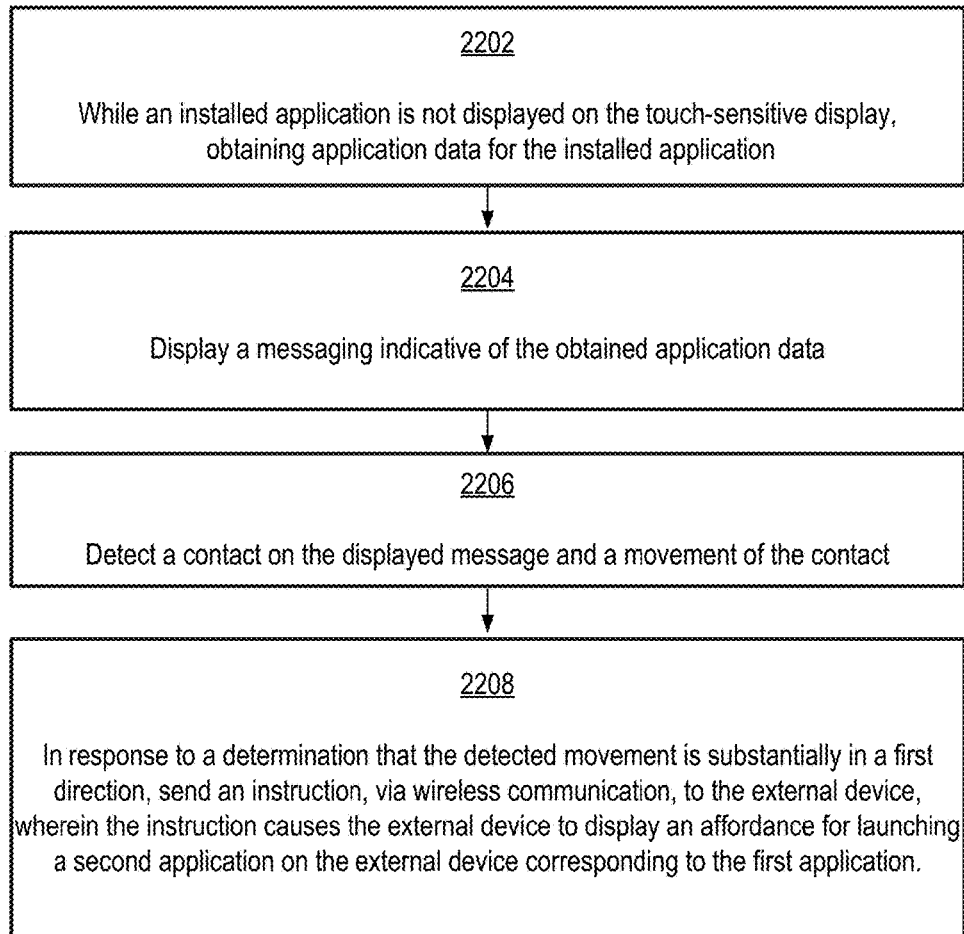 2202
While an installed application is not displayed on the touch-sensitive display,
obtaining application data for the installed application
2204
Display a messaging indicative of the obtained application data
2206
Detect a contact on the displayed message and a movement of the contact
2208
In response to a determination that the detected movement is substantially in a first
direction, send an instruction, via wireless communication, to the external device,
wherein the instruction causes the external device to display an affordance for launching
a second application on the external device corresponding to the first application.